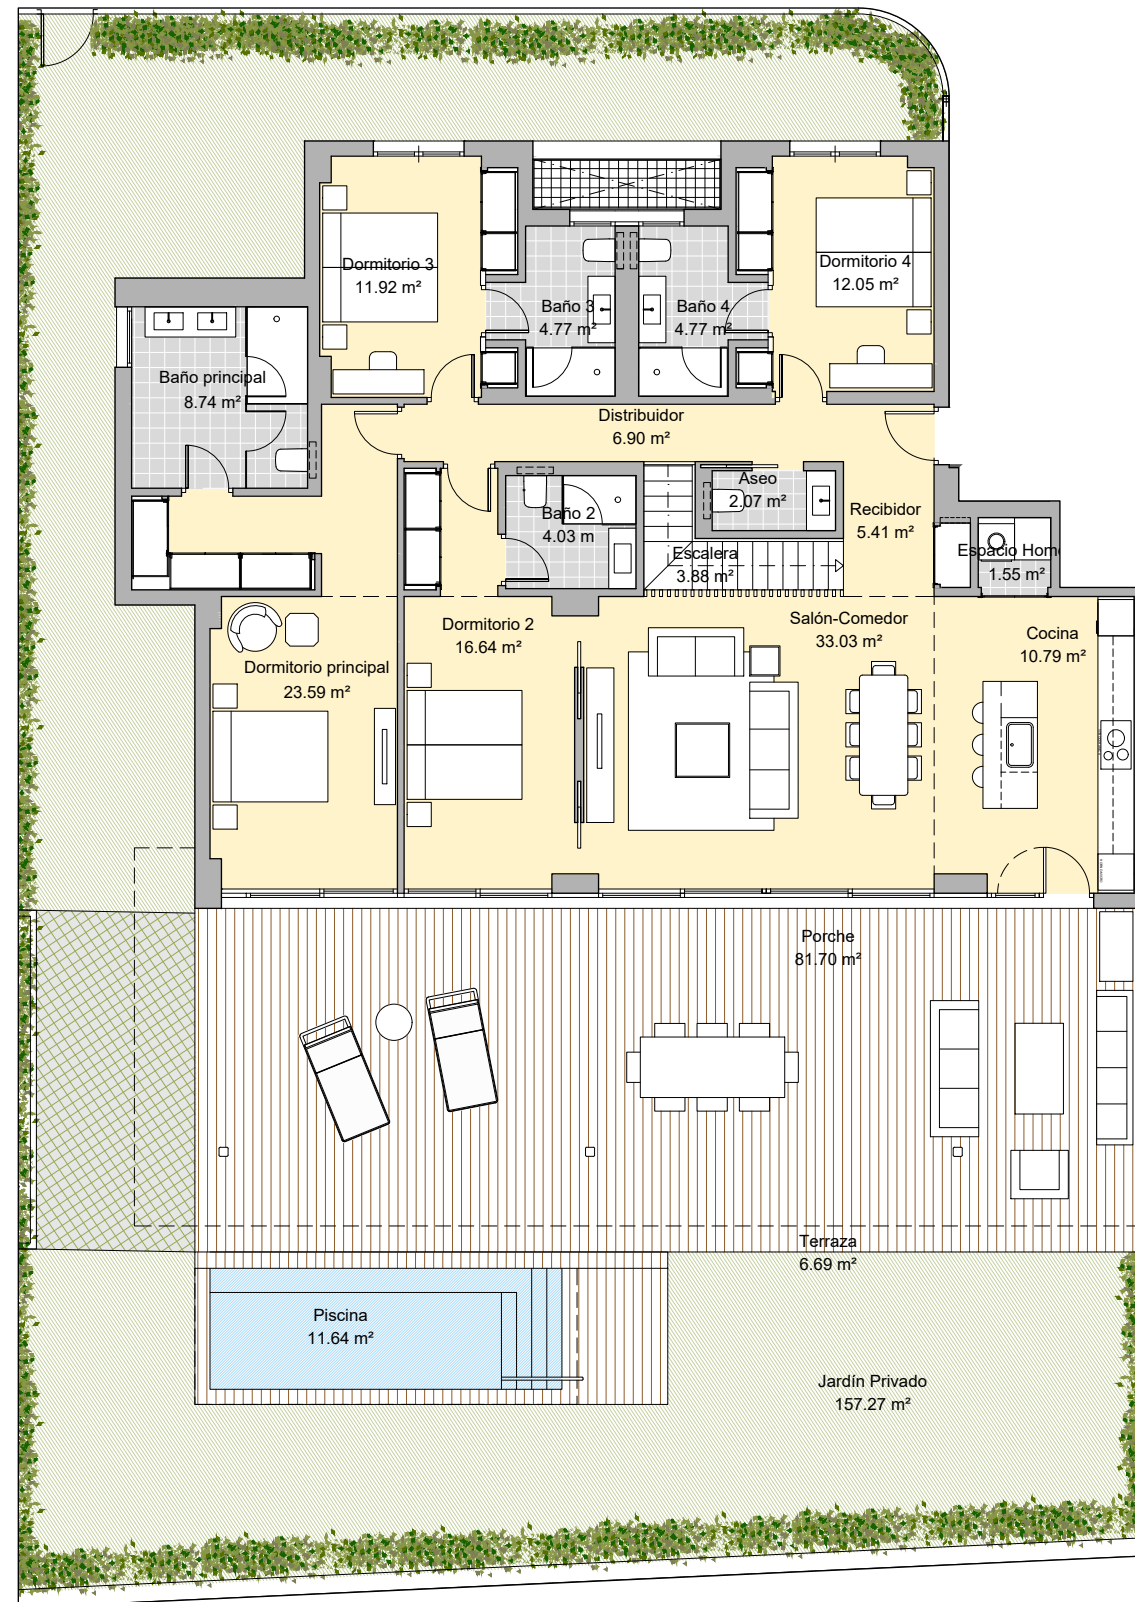 Dormitorio 3
11.92 m²
Dormitorio 4
12.05 m²
Baño 3
4.77 m²
Baño 4
4.77 m²
Baño principal
8.74 m²
Distribuidor
6.90 m²
Aseo
2.07 m²
Baño 2
4.03 m
Recibidor
5.41 m²
Escalera
3.88 m²
Espacio Hom
1.55 m²
Dormitorio 2
16.64 m²
Salón-Comedor
33.03 m²
Cocina
10.79 m²
Dormitorio principal
23.59 m²
Porche
81.70 m²
Terraza
6.69 m²
Piscina
11.64 m²
Jardín Privado
157.27 m²